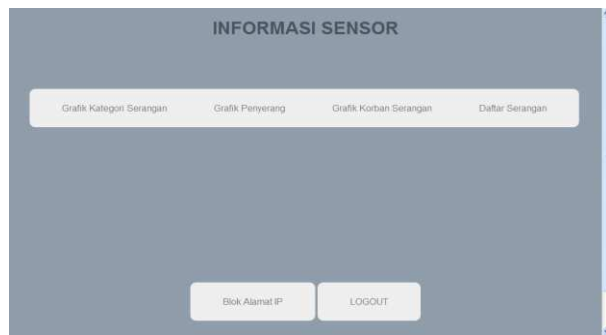 INFORMASI SENSOR
Grafik Kategori Serangan Grafik Penyerang Grafik Korban Serangan Daftar Serangan
Blok Alamat IP LOGOUT